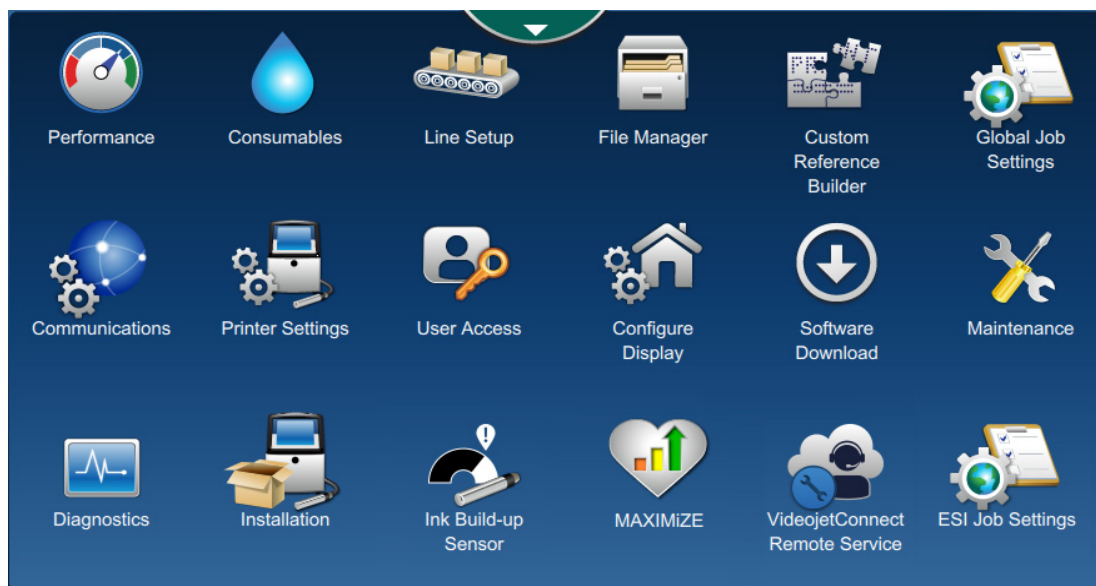 Performance
Consumables
Line Setup
File Manager
Custom
Reference
Builder
Global Job
Settings
Communications
Printer Settings
User Access
Configure
Display
Software
Download
Maintenance
Diagnostics
Installation
Ink Build-up
Sensor
MAXIMiZE
VideojetConnect
Remote Service
ESI Job Settings